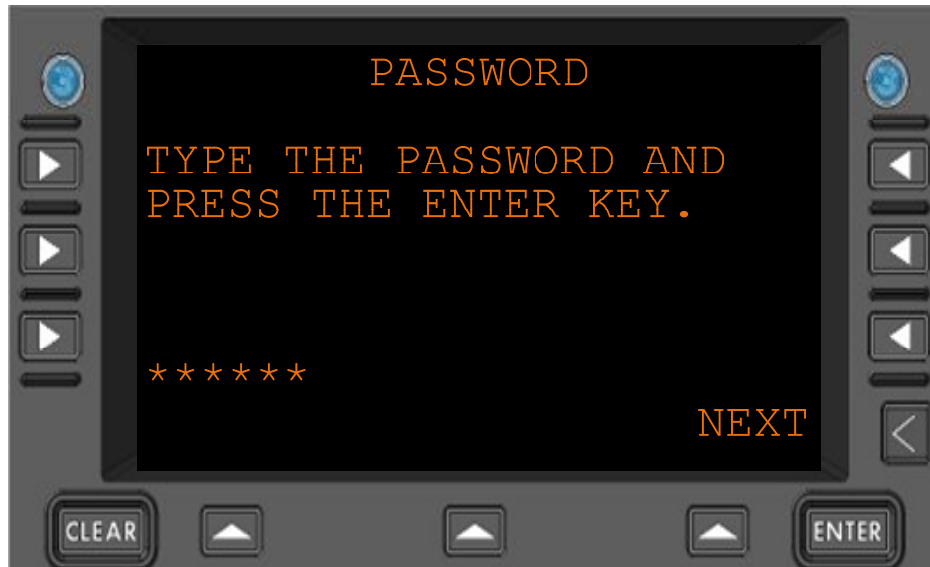 PASSWORD
TYPE THE PASSWORD AND
PRESS THE ENTER KEY.
******
NEXT
CLEAR
ENTER